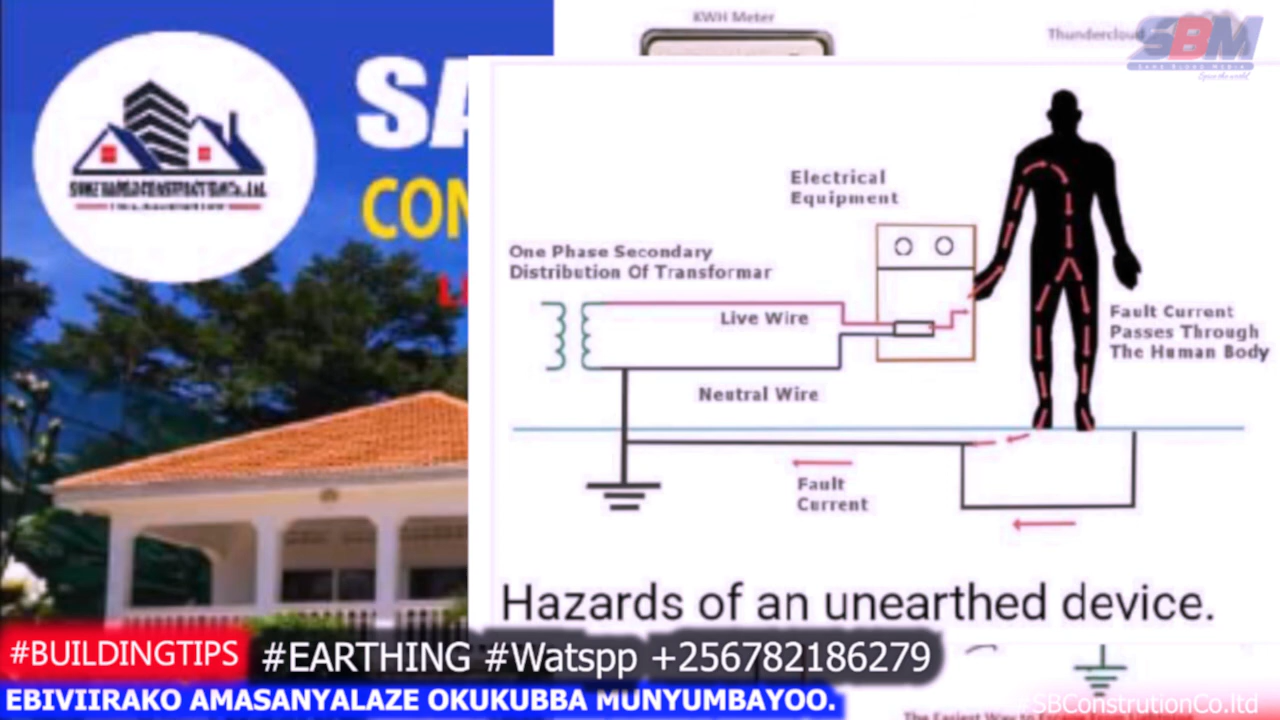 KWH Meter
Thundercloud
SBM
SA
CON
Electrical
Equipment
One Phase Secondary
Distribution Of Transformar
Live Wire
Fault Current
Passes Through
The Human Body
Neutral Wire
Fault
Current
Hazards of an unearthed device.
#BUILDINGTIPS #EARTHING #Watspp +256782186279
EBIVIIRAKO AMASANYALAZE OKUKUBBA MUNYUMBAYOO.
#SBConstrutionCo.ltd